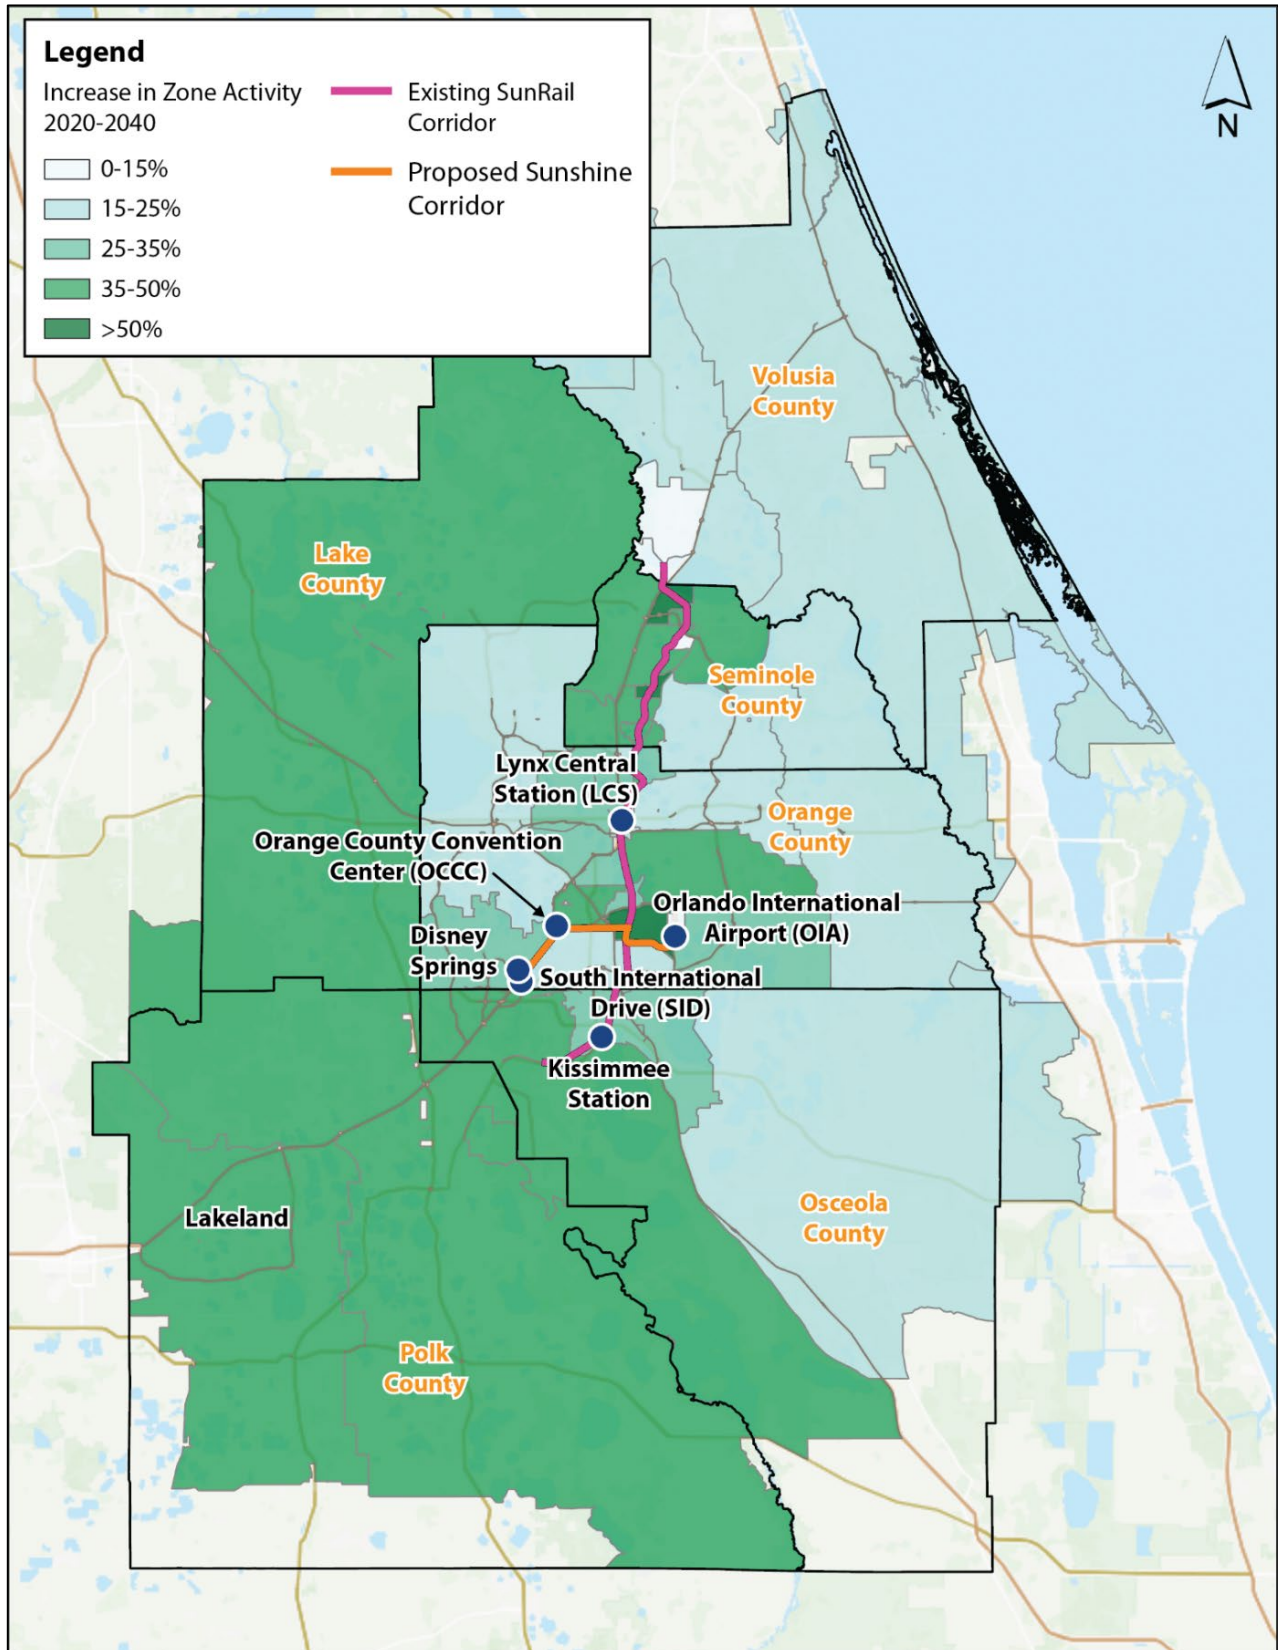 Legend
Increase in Zone Activity
2020-2040
0-15%
15-25%
25-35%
35-50%
>50%
Existing SunRail
Corridor
Proposed Sunshine
Corridor
N
Volusia
County
Lake
County
Seminole
County
Lynx Central
Station (LCS)
Orange
County
Orange County Convention
Center (OCCC)
Orlando International
Airport (OIA)
Disney
Springs
South International
Drive (SID)
Kissimmee
Station
Osceola
County
Lakeland
Polk
County